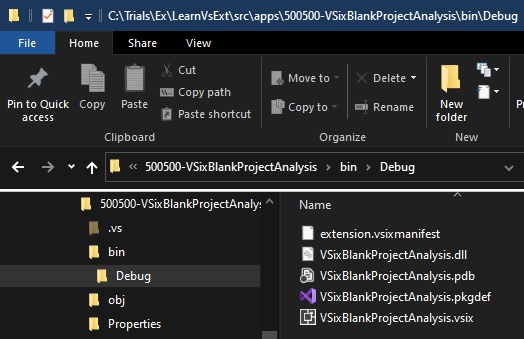 C:\Trials\Ex\LearnVsExt\src\apps\500500-VSixBlankProjectAnalysis\bin\Debug
File Home Share View
Pin to Quick access
Copy
Paste
Cut
Copy path
Paste shortcut
Clipboard
Move to
Copy to
Delete
Rename
Organize
New folder
New
500500-VSixBlankProjectAnalysis > bin > Debug
500500-VSixBlankProjectAnaly
.vs
bin
Debug
obj
Properties
Name
extension.vsixmanifest
VSixBlankProjectAnalysis.dll
VSixBlankProjectAnalysis.pdb
VSixBlankProjectAnalysis.pkgdef
VSixBlankProjectAnalysis.vsix